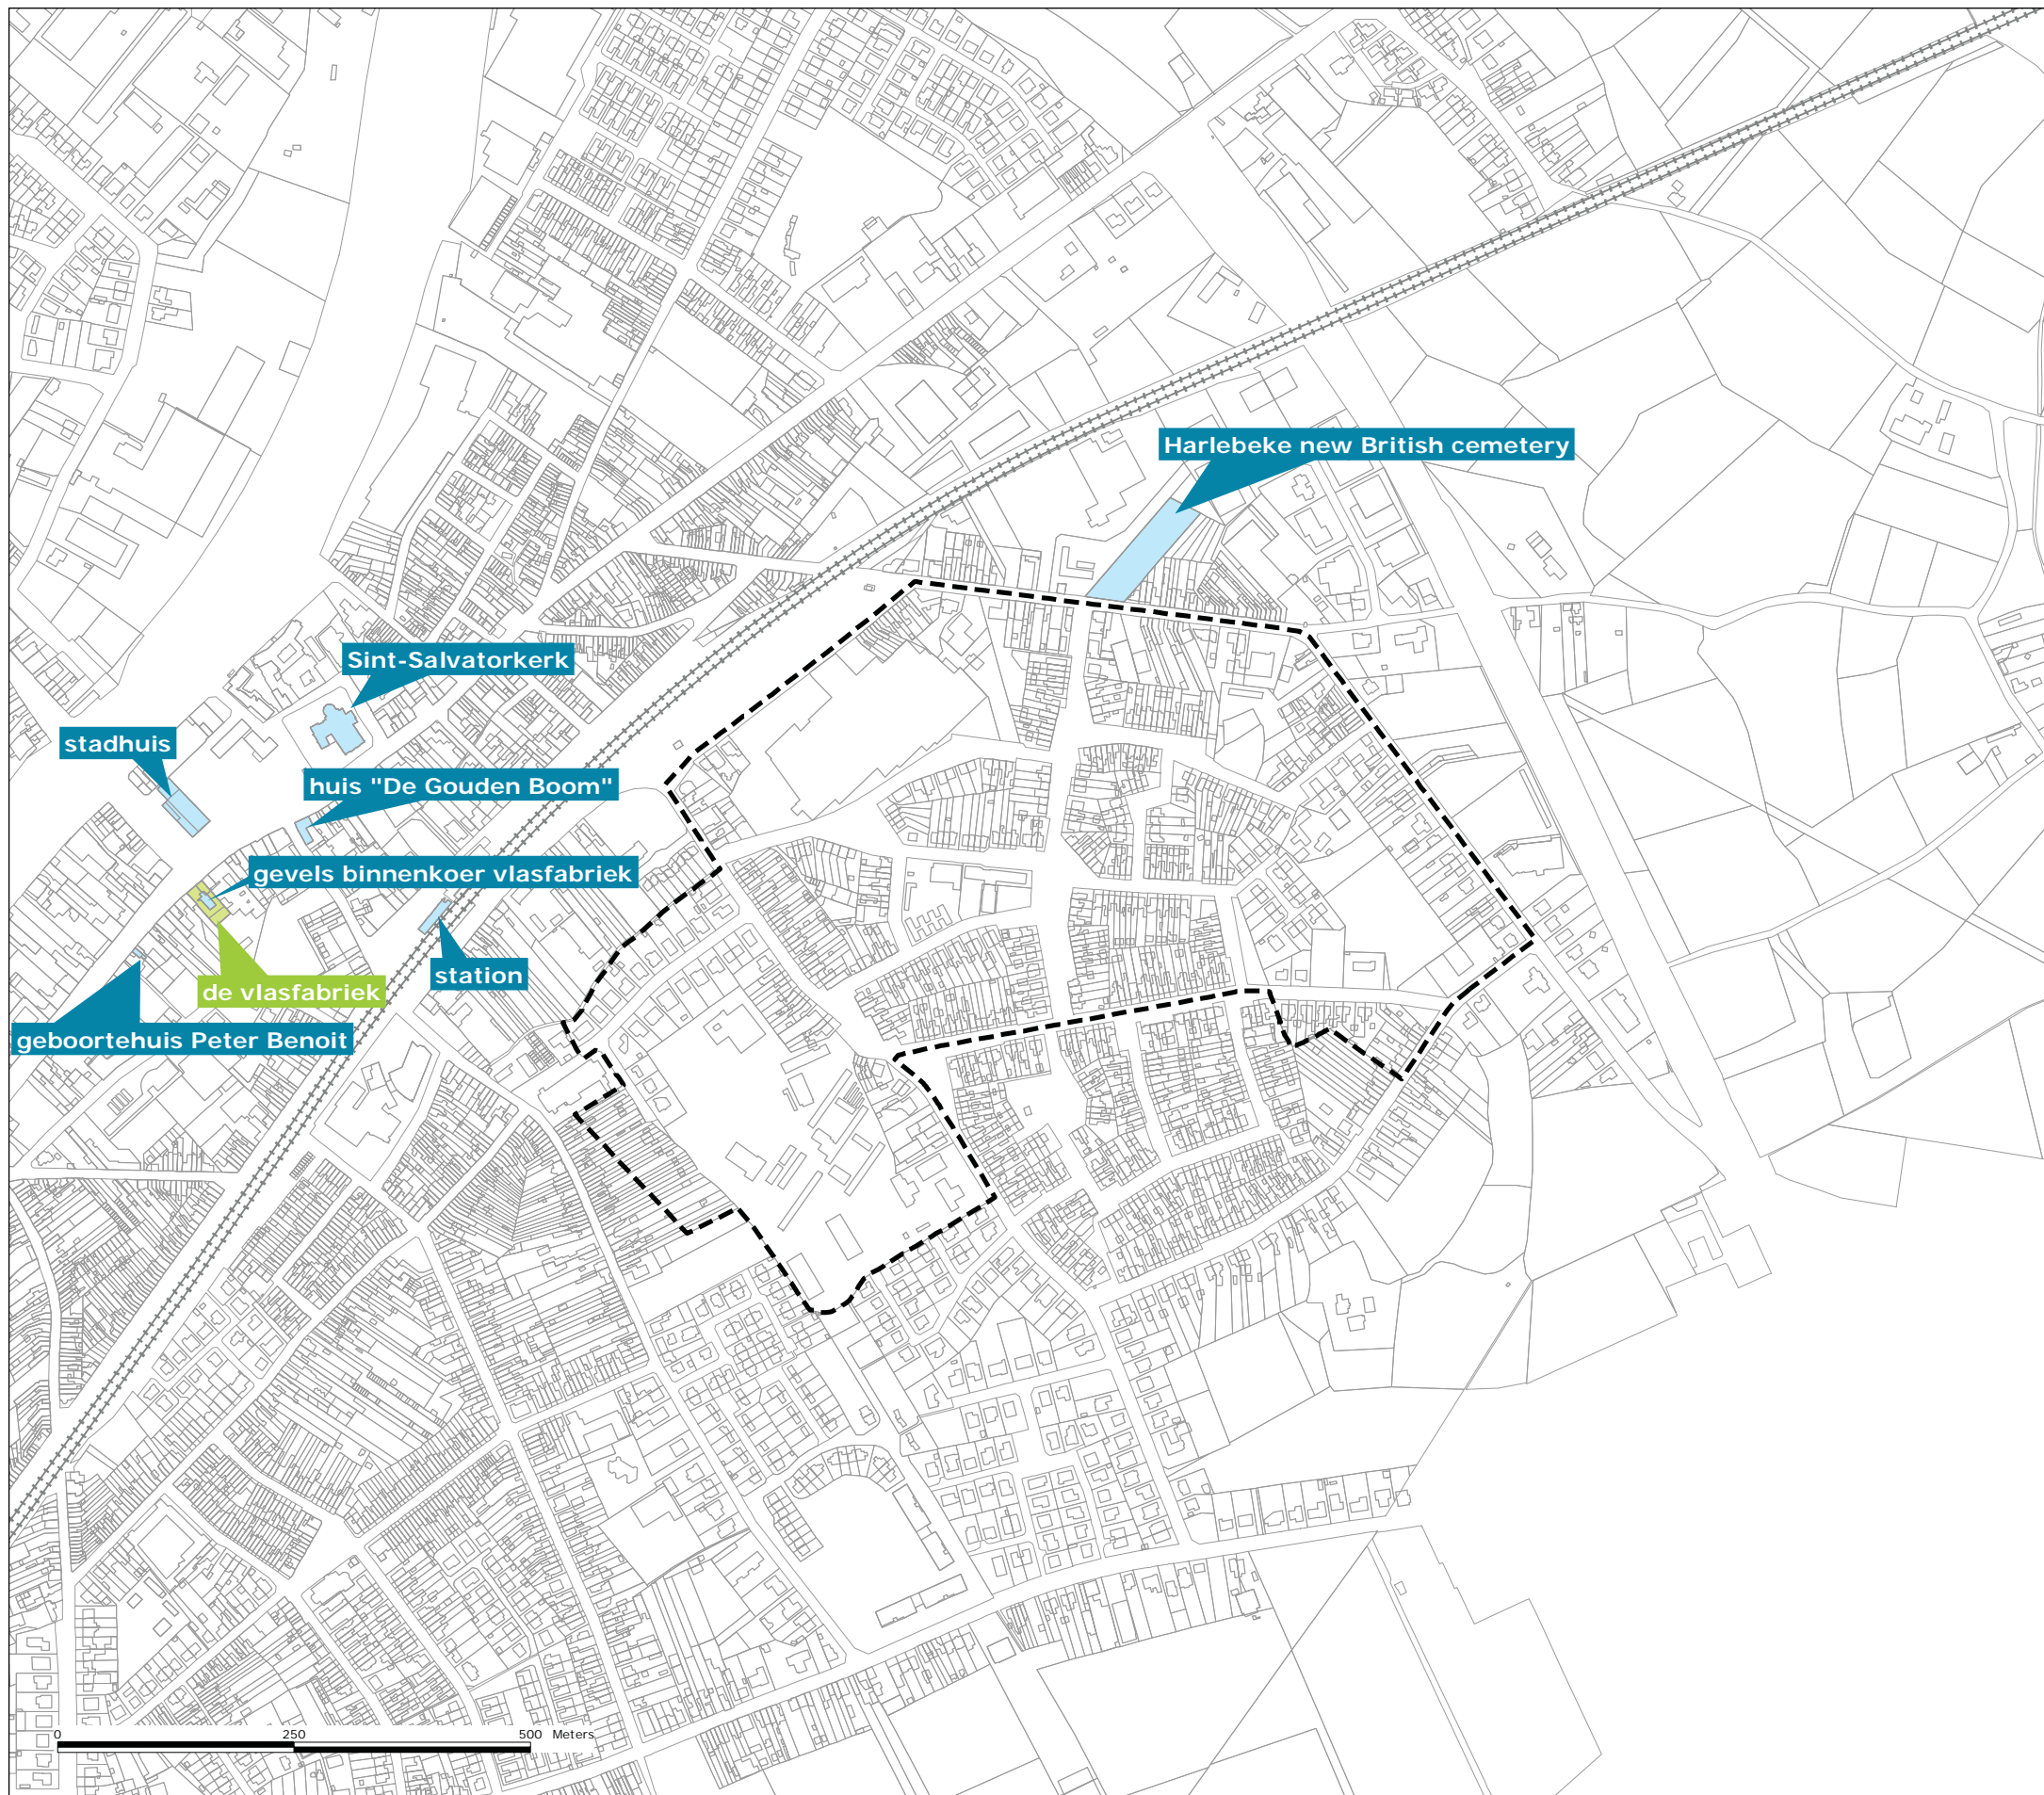 Harlebeke new British cemetery
Sint-Salvatorkerk
stadhuis
huis "De Gouden Boom"
gevels binnenkoer vlasfabriek
station
de vlasfabriek
geboortehuis Peter Benoit
0 250 500 Meters